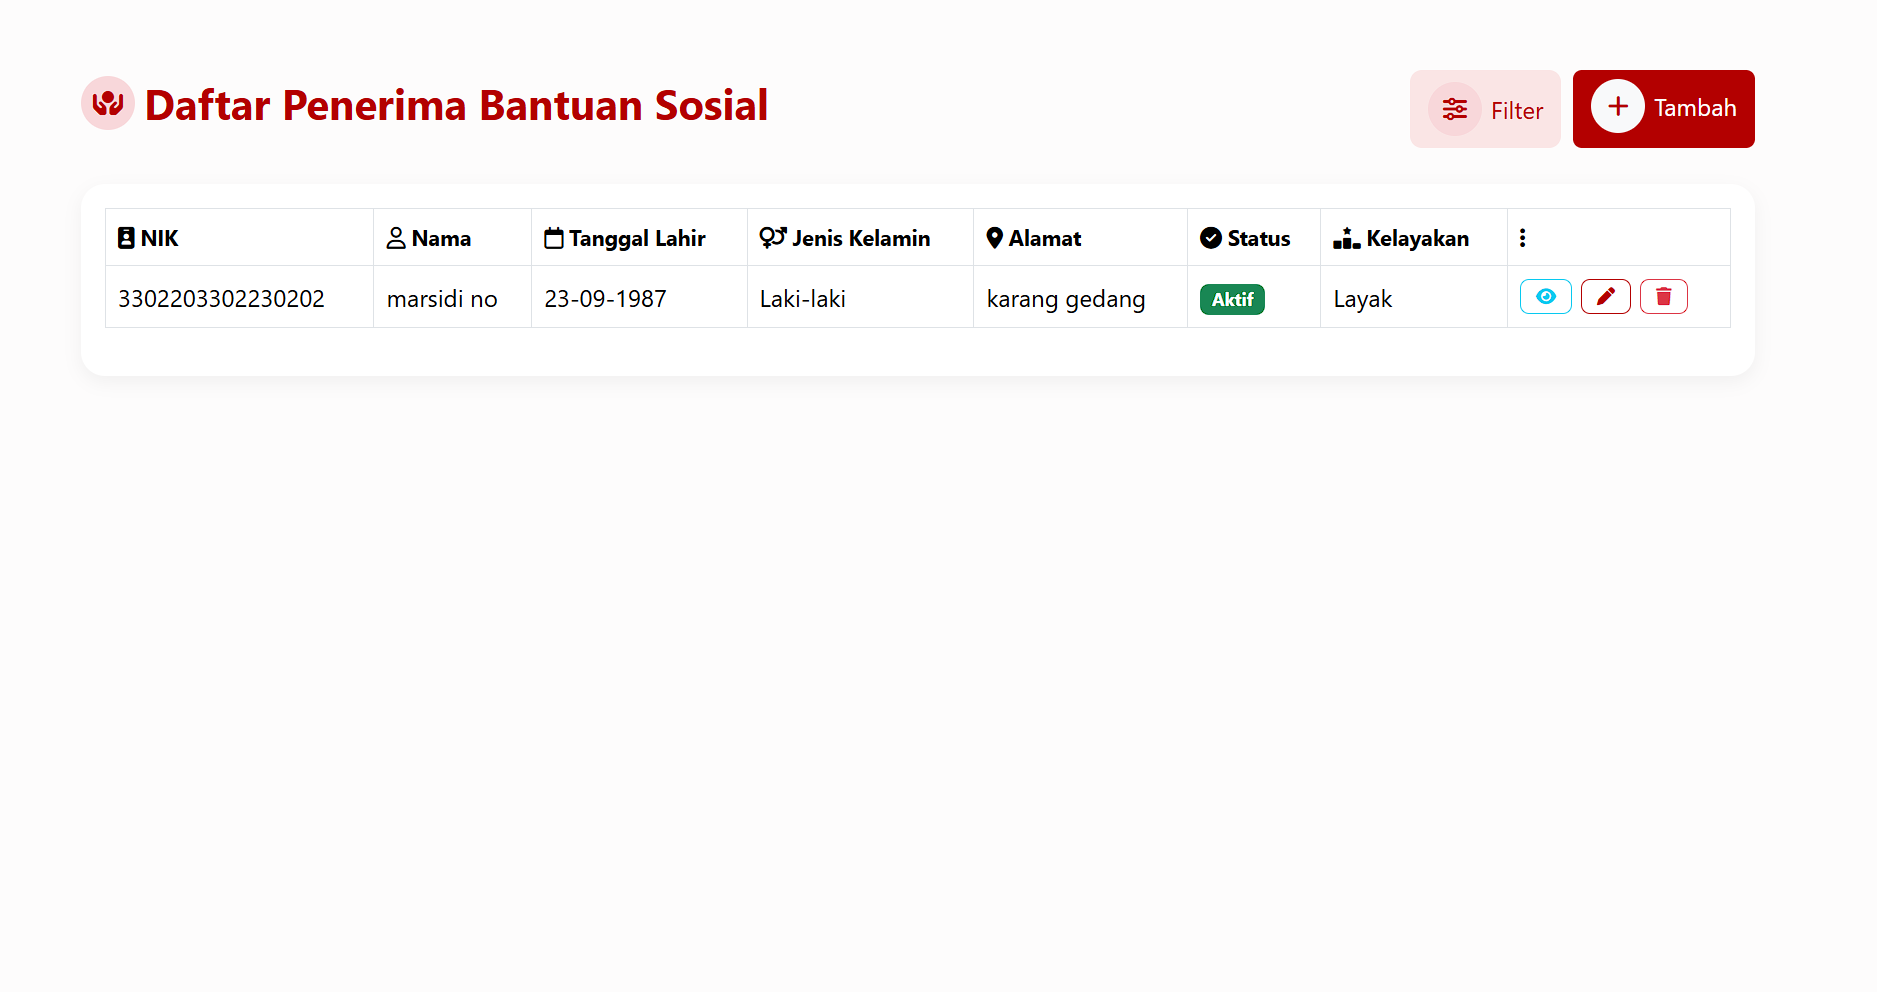 Daftar Penerima Bantuan Sosial
Filter
Tambah
NIK Nama Tanggal Lahir Jenis Kelamin Alamat Status Kelayakan
3302203302230202 marsidi no 23-09-1987 Laki-laki karang gedang Aktif Layak